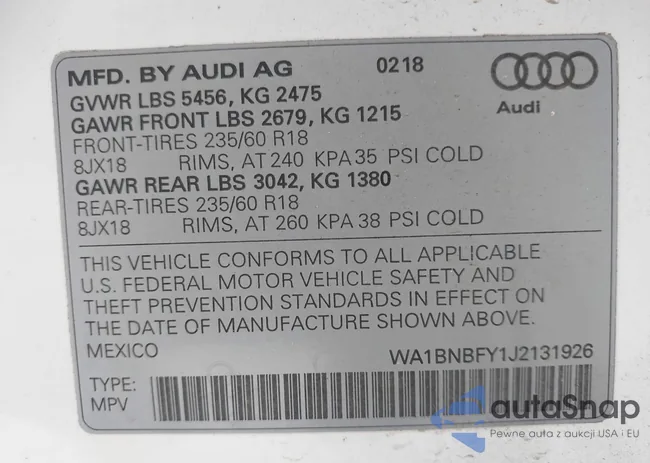 MFD. BY AUDI AG 0218
Audi
GVWR LBS 5456, KG 2475
GAWR FRONT LBS 2679, KG 1215
FRONT-TIRES 235/60 R18
8JX18 RIMS, AT 240 KPA 35 PSI COLD
GAWR REAR LBS 3042, KG 1380
REAR-TIRES 235/60 R18
8JX18 RIMS, AT 260 KPA 38 PSI COLD
THIS VEHICLE CONFORMS TO ALL APPLICABLE
U.S. FEDERAL MOTOR VEHICLE SAFETY AND
THEFT PREVENTION STANDARDS IN EFFECT ON
THE DATE OF MANUFACTURE SHOWN ABOVE.
MEXICO WA1BNBFY1J2131926
TYPE:
MPV
autaSnap
Pewne auta z aukcji USA i EU